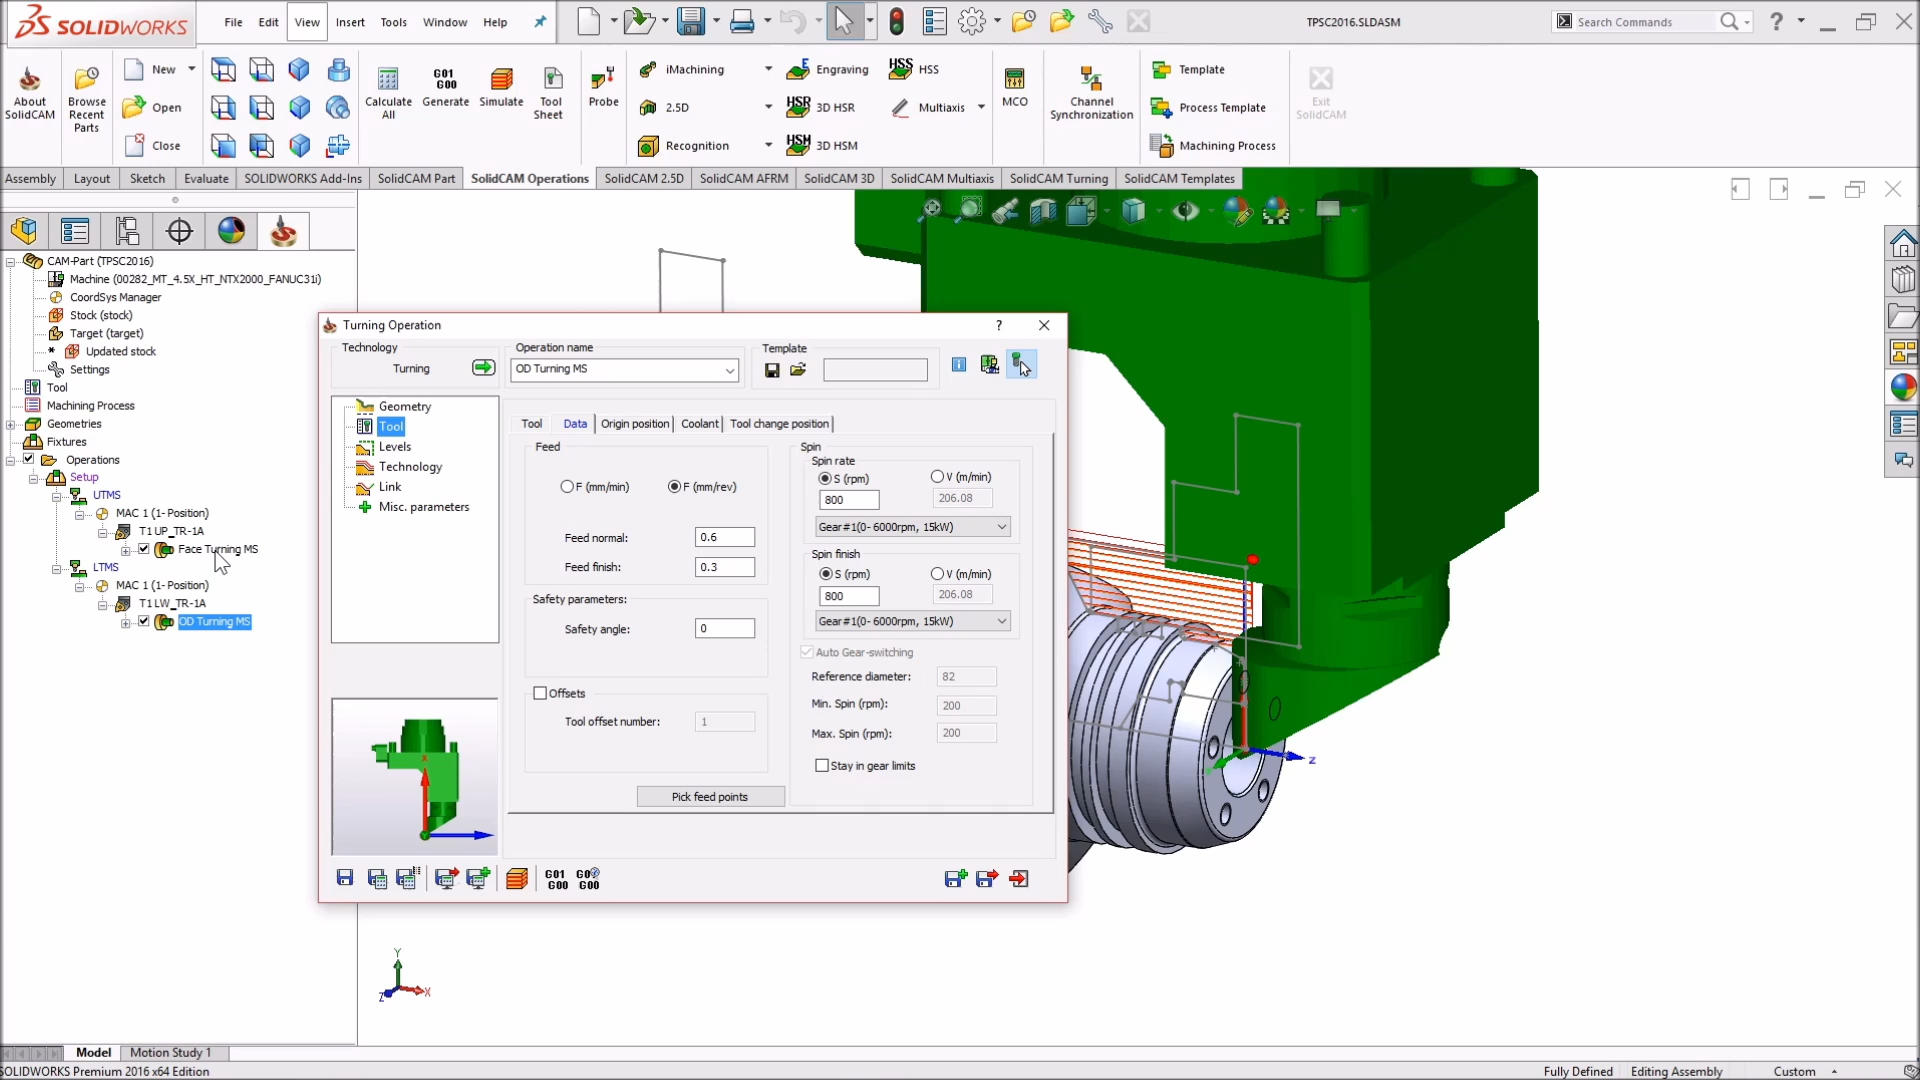 SOLIDWORKS
File
Edit
View
Insert
Tools
Window
Help
TPSC2016.SLDASM
Search Commands
?
About SolidCAM
Browse Recent Parts
New
Open
Close
Calculate All
G01
G00
Generate
Simulate
Tool Sheet
Probe
iMachining
2.5D
Recognition
Engraving
HSR 3D HSR
HSM 3D HSM
HSS HSS
Multiaxis
MCO
Channel Synchronization
Template
Process Template
Machining Process
Exit SolidCAM
Assembly
Layout
Sketch
Evaluate
SOLIDWORKS Add-Ins
SolidCAM Part
SolidCAM Operations
SolidCAM 2.5D
SolidCAM AFRM
SolidCAM 3D
SolidCAM Multiaxis
SolidCAM Turning
SolidCAM Templates
CAM-Part (TPSC2016)
Machine (00282_MT_4.5X_HT_NTX2000_FANUC31i)
CoordSys Manager
Stock (stock)
Target (target)
* Updated stock
Settings
Tool
Machining Process
Geometries
Fixtures
Operations
Setup
UTMS
MAC 1 (1- Position)
T1 UP_TR-1A
Face Turning MS
LTMS
MAC 1 (1- Position)
T1 LW_TR-1A
OD Turning MS
Turning Operation
?
Technology
Turning
Operation name
OD Turning MS
Template
Geometry
Tool
Levels
Technology
Link
Misc. parameters
Tool
Data
Origin position
Coolant
Tool change position
Feed
F (mm/min)
F (mm/rev)
Feed normal:
0.6
Feed finish:
0.3
Safety parameters:
Safety angle:
0
Offsets
Tool offset number:
1
Pick feed points
Spin
Spin rate
S (rpm)
V (m/min)
800
206.08
Gear#1(0- 6000rpm, 15kW)
Spin finish
S (rpm)
V (m/min)
800
206.08
Gear#1(0- 6000rpm, 15kW)
Auto Gear-switching
Reference diameter:
82
Min. Spin (rpm):
200
Max. Spin (rpm):
200
Stay in gear limits
X
G01
G00
G00
Z
Y
X
Z
Model
Motion Study 1
SOLIDWORKS Premium 2016 x64 Edition
Fully Defined
Editing Assembly
Custom